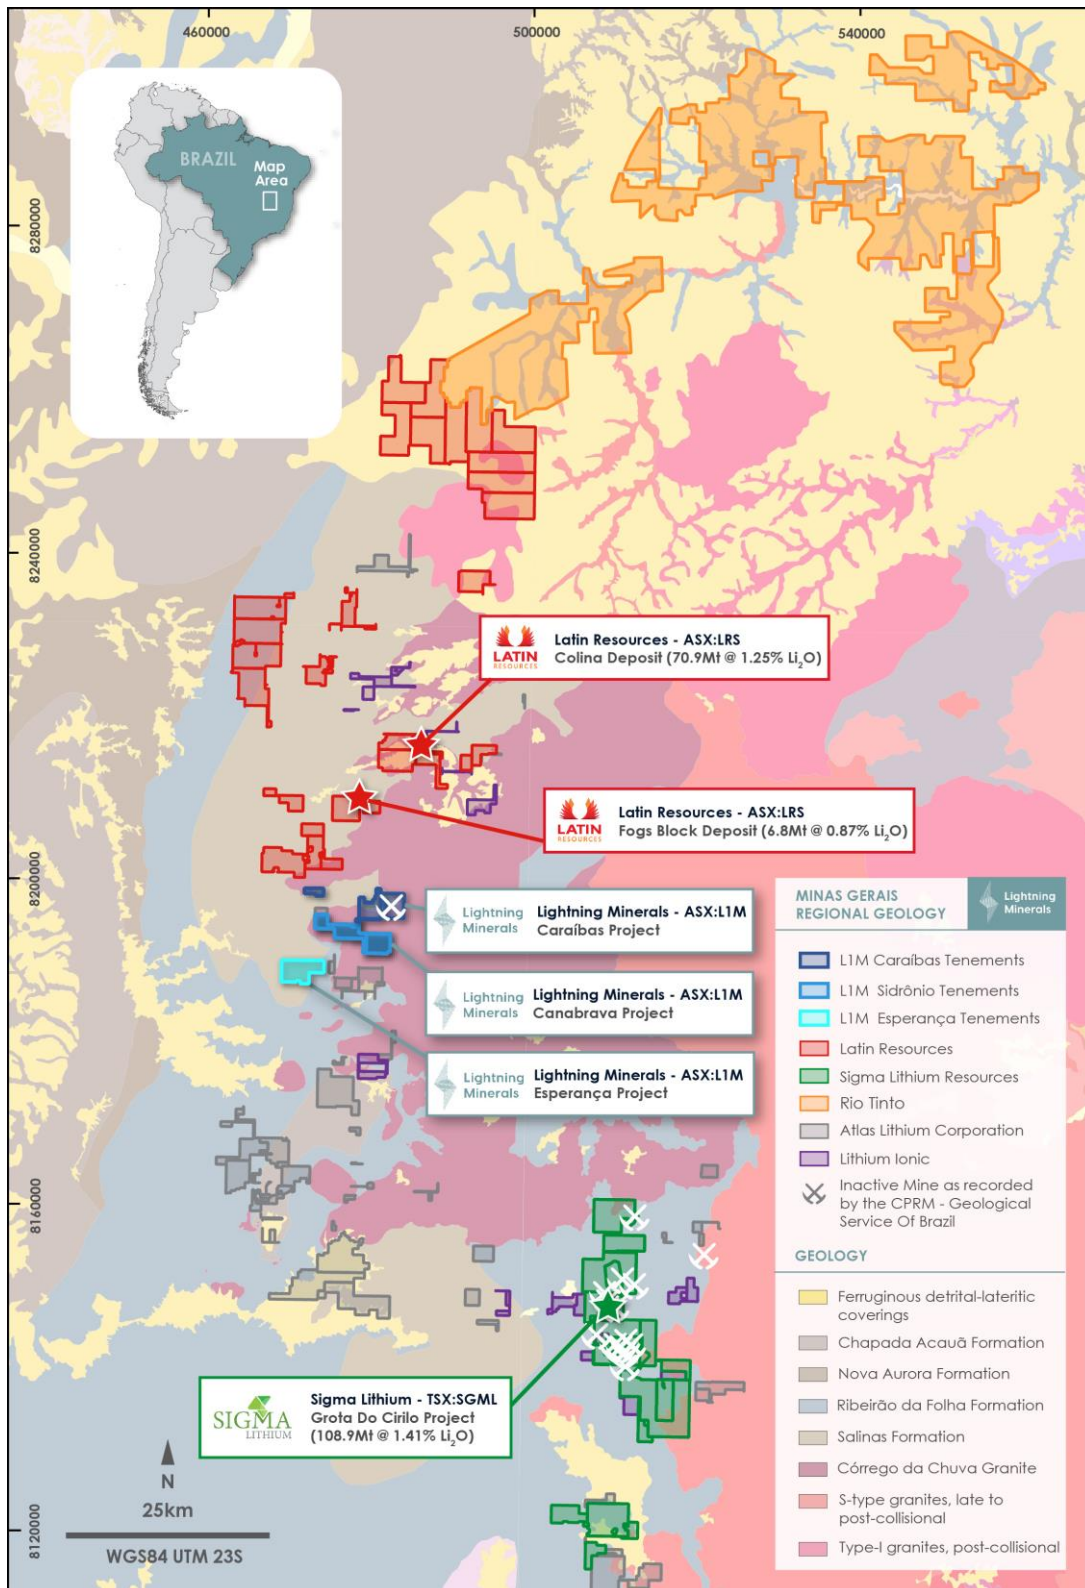 460000
500000
540000
BRAZIL
Map
Area
8280000
8240000
8200000
8160000
8120000
LATIN
RESOURCES
Latin Resources - ASX:LRS
Colina Deposit (70.9Mt @ 1.25% Li₂O)
LATIN
RESOURCES
Latin Resources - ASX:LRS
Fogs Block Deposit (6.8Mt @ 0.87% Li₂O)
Lightning
Minerals
Lightning Minerals - ASX:L1M
Caraíbas Project
Lightning
Minerals
Lightning Minerals - ASX:L1M
Canabrava Project
Lightning
Minerals
Lightning Minerals - ASX:L1M
Esperança Project
SIGMA
LITHIUM
Sigma Lithium - TSX:SGML
Grota Do Cirilo Project
(108.9Mt @ 1.41% Li₂O)
N
25km
WGS84 UTM 23S
MINAS GERAIS
REGIONAL GEOLOGY
Lightning
Minerals
L1M Caraíbas Tenements
L1M Sidrônio Tenements
L1M Esperança Tenements
Latin Resources
Sigma Lithium Resources
Rio Tinto
Atlas Lithium Corporation
Lithium Ionic
Inactive Mine as recorded
by the CPRM - Geological
Service Of Brazil
GEOLOGY
Ferruginous detrital-lateritic
coverings
Chapada Acauã Formation
Nova Aurora Formation
Ribeirão da Folha Formation
Salinas Formation
Córrego da Chuva Granite
S-type granites, late to
post-collisional
Type-I granites, post-collisional